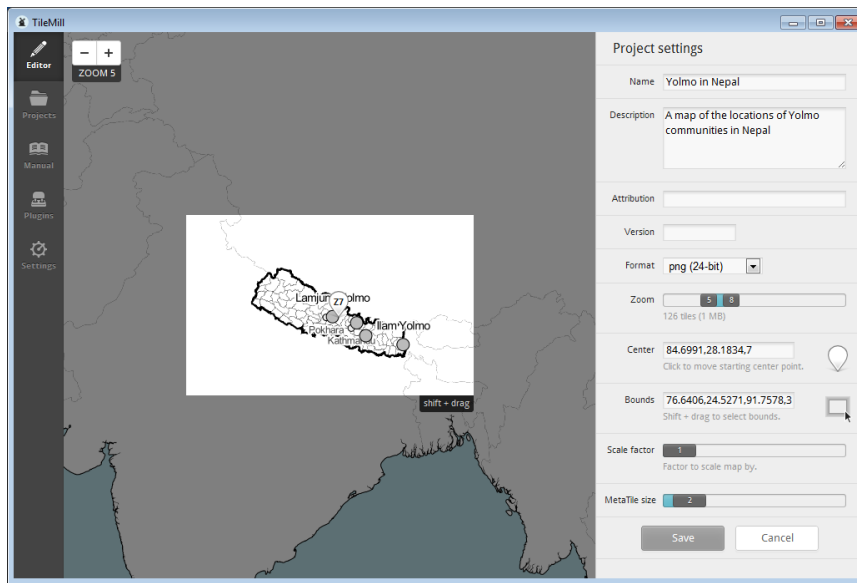 TileMill
Editor
Projects
Manual
Plugins
Settings
− +
ZOOM 5
Z7
Pokhara
Kathmandu
Ilam Yolmo
shift + drag
Project settings
Name
Yolmo in Nepal
Description
A map of the locations of Yolmo
communities in Nepal
Attribution
Version
Format
png (24-bit)
Zoom
5 8
126 tiles (1 MB)
Center
84.6991,28.1834,7
Click to move starting center point.
Bounds
76.6406,24.5271,91.7578,3
Shift + drag to select bounds.
Scale factor
1
Factor to scale map by.
MetaTile size
2
Save
Cancel